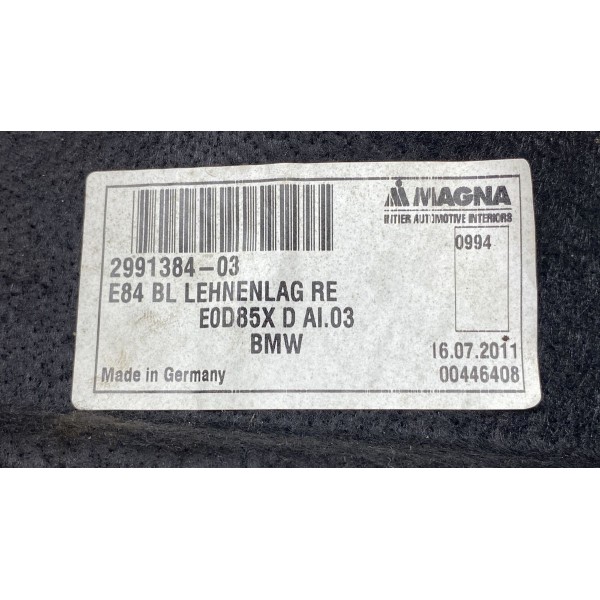 MAGNA
INTIER AUTOMOTIVE INTERIORS
0994
2991384-03
E84 BL LEHNENLAG RE
E0D85X D AI.03
BMW
16.07.2011
Made in Germany
00446408